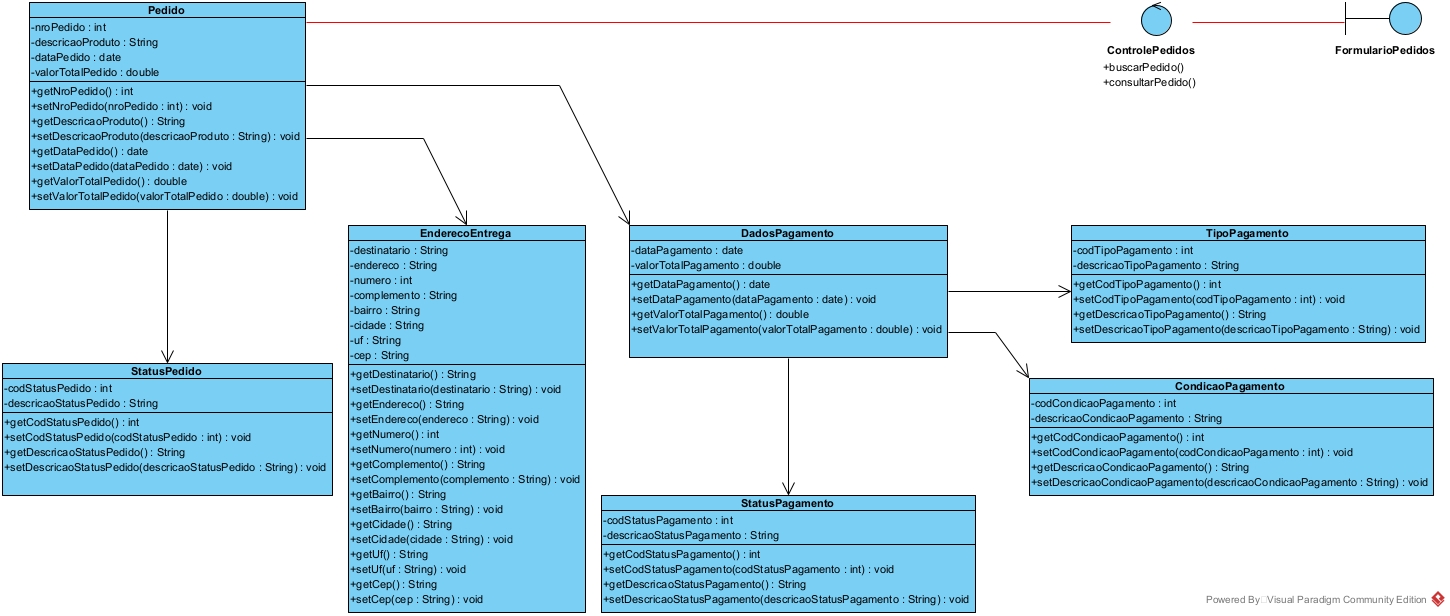 Pedido
-nroPedido : int
-descricaoProduto : String
-dataPedido : date
-valorTotalPedido : double
+getNroPedido() : int
+setNroPedido(nroPedido : int) : void
+getDescricaoProduto() : String
+setDescricaoProduto(descricaoProduto : String) : void
+getDataPedido() : date
+setDataPedido(dataPedido : date) : void
+getValorTotalPedido() : double
+setValorTotalPedido(valorTotalPedido : double) : void
ControlePedidos
+buscarPedido()
+consultarPedido()
FormularioPedidos
StatusPedido
-codStatusPedido : int
-descricaoStatusPedido : String
+getCodStatusPedido() : int
+setCodStatusPedido(codStatusPedido : int) : void
+getDescricaoStatusPedido() : String
+setDescricaoStatusPedido(descricaoStatusPedido : String) : void
EnderecoEntrega
-destinatario : String
-endereco : String
-numero : int
-complemento : String
-bairro : String
-cidade : String
-uf : String
-cep : String
+getDestinatario() : String
+setDestinatario(destinatario : String) : void
+getEndereco() : String
+setEndereco(endereco : String) : void
+getNumero() : int
+setNumero(numero : int) : void
+getComplemento() : String
+setComplemento(complemento : String) : void
+getBairro() : String
+setBairro(bairro : String) : void
+getCidade() : String
+setCidade(cidade : String) : void
+getUf() : String
+setUf(uf : String) : void
+getCep() : String
+setCep(cep : String) : void
DadosPagamento
-dataPagamento : date
-valorTotalPagamento : double
+getDataPagamento() : date
+setDataPagamento(dataPagamento : date) : void
+getValorTotalPagamento() : double
+setValorTotalPagamento(valorTotalPagamento : double) : void
TipoPagamento
-codTipoPagamento : int
-descricaoTipoPagamento : String
+getCodTipoPagamento() : int
+setCodTipoPagamento(codTipoPagamento : int) : void
+getDescricaoTipoPagamento() : String
+setDescricaoTipoPagamento(descricaoTipoPagamento : String) : void
CondicaoPagamento
-codCondicaoPagamento : int
-descricaoCondicaoPagamento : String
+getCodCondicaoPagamento() : int
+setCodCondicaoPagamento(codCondicaoPagamento : int) : void
+getDescricaoCondicaoPagamento() : String
+setDescricaoCondicaoPagamento(descricaoCondicaoPagamento : String) : void
StatusPagamento
-codStatusPagamento : int
-descricaoStatusPagamento : String
+getCodStatusPagamento() : int
+setCodStatusPagamento(codStatusPagamento : int) : void
+getDescricaoStatusPagamento() : String
+setDescricaoStatusPagamento(descricaoStatusPagamento : String) : void
Powered By Visual Paradigm Community Edition